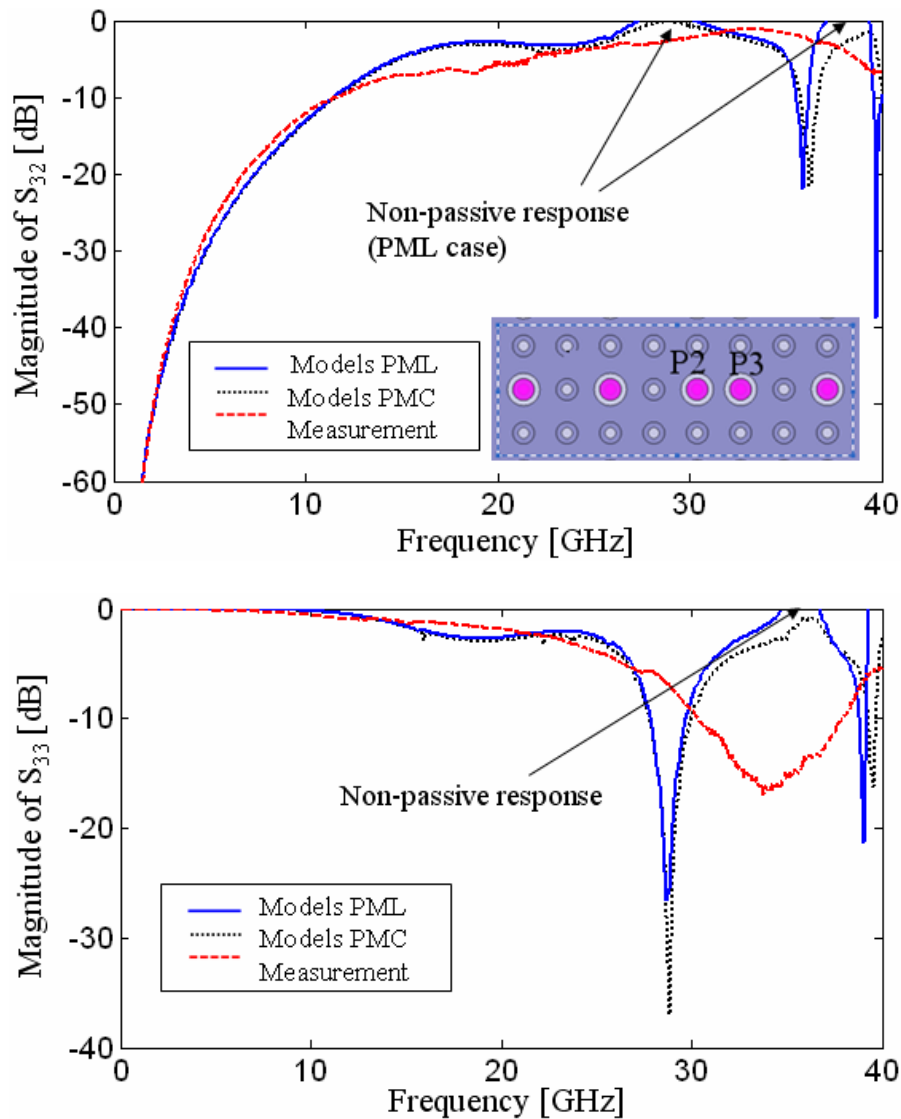 0
-10
-20
-30
-40
-50
-60
Magnitude of S32 [dB]
Non-passive response
(PML case)
Models PML
Models PMC
Measurement
P2 P3
0 10 20 30 40
Frequency [GHz]
0
-10
-20
-30
-40
Magnitude of S33 [dB]
Non-passive response
Models PML
Models PMC
Measurement
0 10 20 30 40
Frequency [GHz]